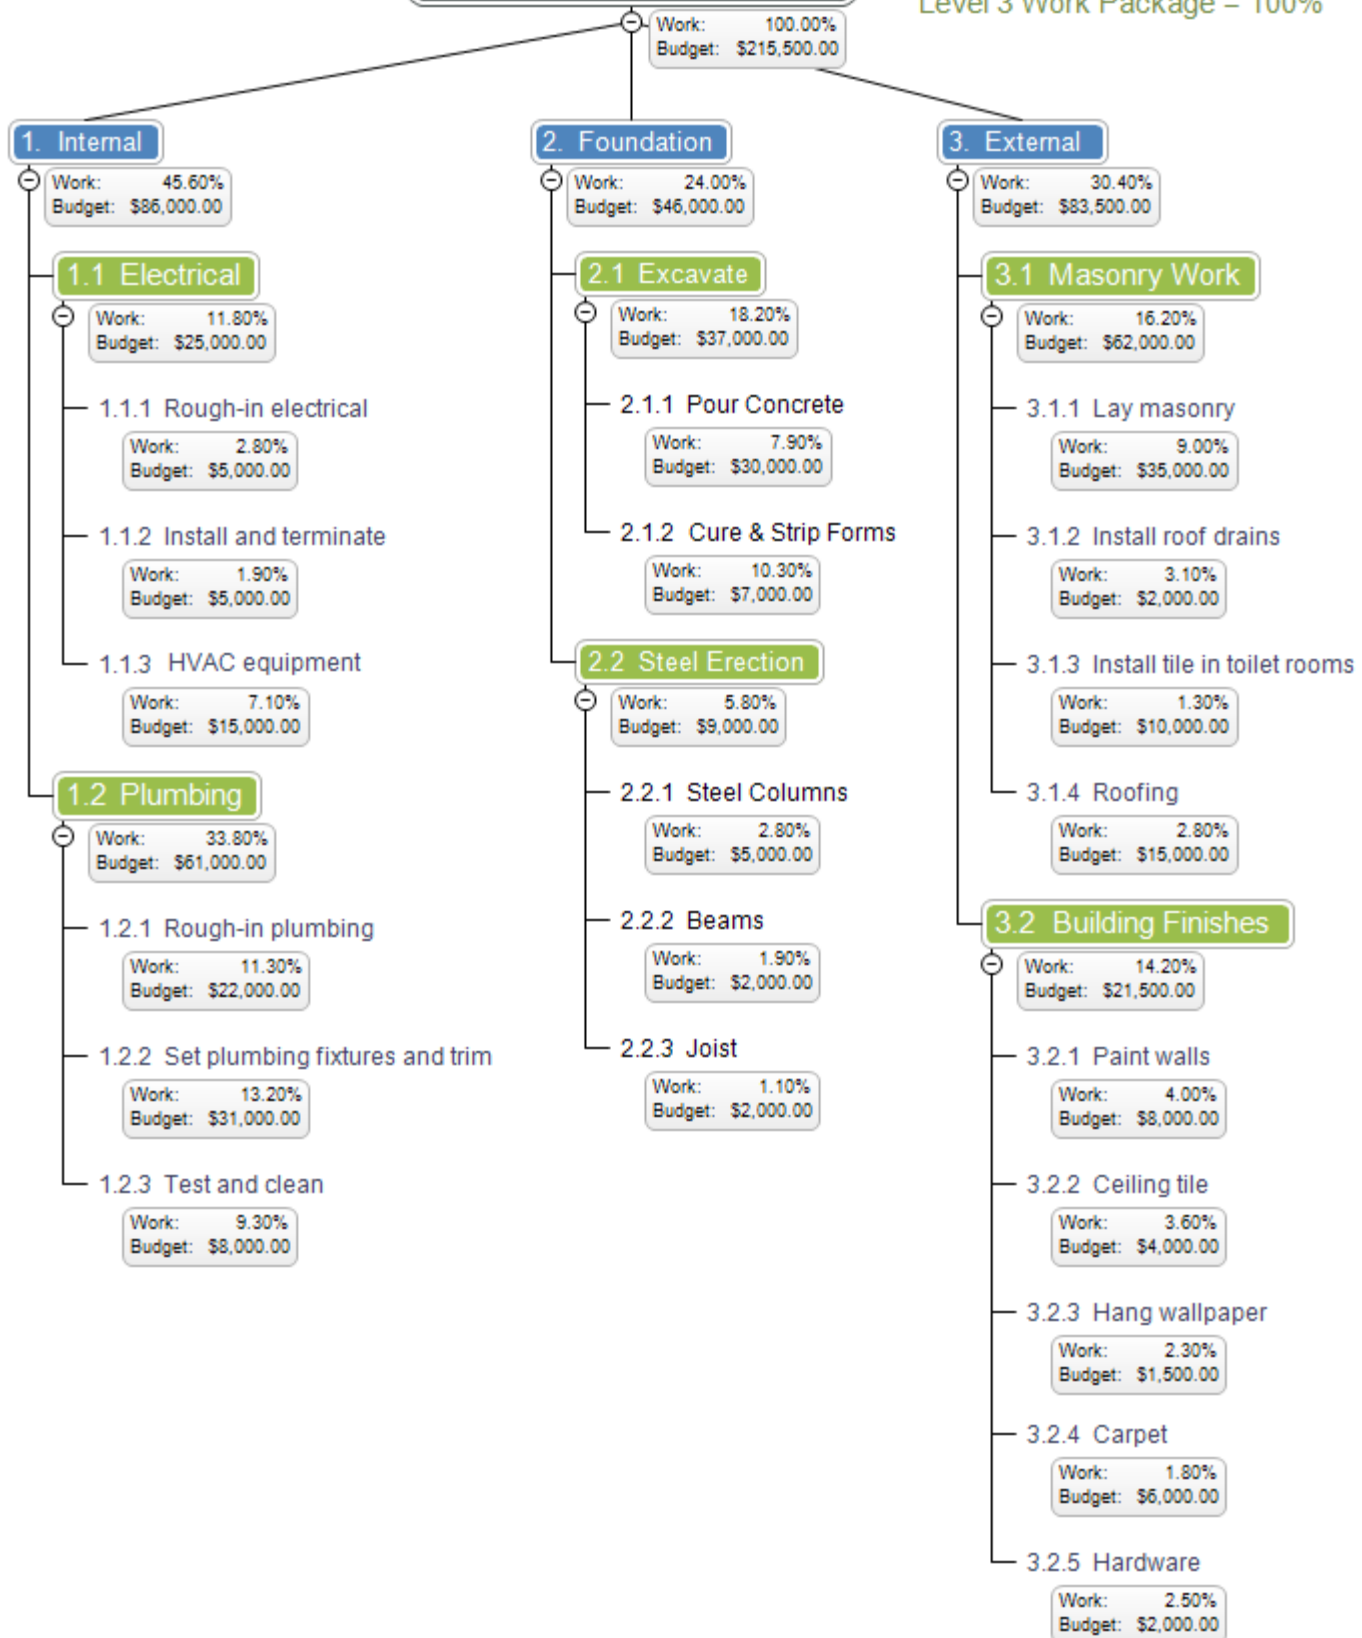 Level 3 Work Package = 100%
Work: 100.00%
Budget: $215,500.00
1. Internal
Work: 45.60%
Budget: $86,000.00
1.1 Electrical
Work: 11.80%
Budget: $25,000.00
1.1.1 Rough-in electrical
Work: 2.80%
Budget: $5,000.00
1.1.2 Install and terminate
Work: 1.90%
Budget: $5,000.00
1.1.3 HVAC equipment
Work: 7.10%
Budget: $15,000.00
1.2 Plumbing
Work: 33.80%
Budget: $61,000.00
1.2.1 Rough-in plumbing
Work: 11.30%
Budget: $22,000.00
1.2.2 Set plumbing fixtures and trim
Work: 13.20%
Budget: $31,000.00
1.2.3 Test and clean
Work: 9.30%
Budget: $8,000.00
2. Foundation
Work: 24.00%
Budget: $46,000.00
2.1 Excavate
Work: 18.20%
Budget: $37,000.00
2.1.1 Pour Concrete
Work: 7.90%
Budget: $30,000.00
2.1.2 Cure & Strip Forms
Work: 10.30%
Budget: $7,000.00
2.2 Steel Erection
Work: 5.80%
Budget: $9,000.00
2.2.1 Steel Columns
Work: 2.80%
Budget: $5,000.00
2.2.2 Beams
Work: 1.90%
Budget: $2,000.00
2.2.3 Joist
Work: 1.10%
Budget: $2,000.00
3. External
Work: 30.40%
Budget: $83,500.00
3.1 Masonry Work
Work: 16.20%
Budget: $62,000.00
3.1.1 Lay masonry
Work: 9.00%
Budget: $35,000.00
3.1.2 Install roof drains
Work: 3.10%
Budget: $2,000.00
3.1.3 Install tile in toilet rooms
Work: 1.30%
Budget: $10,000.00
3.1.4 Roofing
Work: 2.80%
Budget: $15,000.00
3.2 Building Finishes
Work: 14.20%
Budget: $21,500.00
3.2.1 Paint walls
Work: 4.00%
Budget: $8,000.00
3.2.2 Ceiling tile
Work: 3.60%
Budget: $4,000.00
3.2.3 Hang wallpaper
Work: 2.30%
Budget: $1,500.00
3.2.4 Carpet
Work: 1.80%
Budget: $6,000.00
3.2.5 Hardware
Work: 2.50%
Budget: $2,000.00